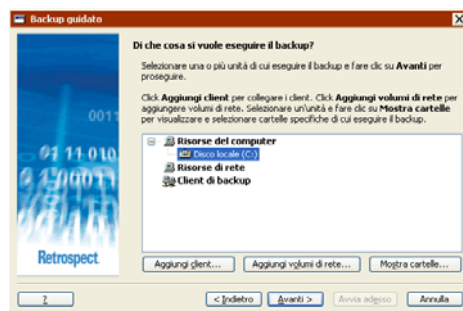 Backup guidato
Di che cosa si vuole eseguire il backup?
Selezionare una o più unità di cui eseguire il backup e fare clic su Avanti per
proseguire.
Click Aggiungi client per collegare i client. Click Aggiungi volumi di rete per
aggiungere volumi di rete. Selezionare un'unità e fare clic su Mostra cartelle
per visualizzare e selezionare cartelle specifiche di cui eseguire il backup.
Risorse del computer
Disco locale (C:)
Risorse di rete
Client di backup
Retrospect
Aggiungi client...
Aggiungi volumi di rete...
Mostra cartelle...
?
< Indietro
Avanti >
Avvia adesso
Annulla